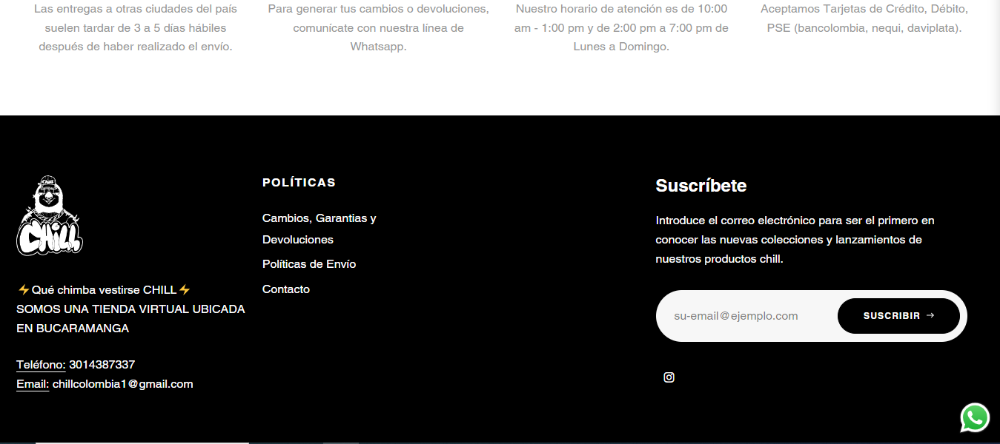 Las entregas a otras ciudades del país
suelen tardar de 3 a 5 días hábiles
después de haber realizado el envío.
Para generar tus cambios o devoluciones,
comunícate con nuestra línea de
Whatsapp.
Nuestro horario de atención es de 10:00
am - 1:00 pm y de 2:00 pm a 7:00 pm de
Lunes a Domingo.
Aceptamos Tarjetas de Crédito, Débito,
PSE (bancolombia, nequi, daviplata).
Chill
CHILL
⚡Qué chimba vestirse CHILL⚡
SOMOS UNA TIENDA VIRTUAL UBICADA
EN BUCARAMANGA
Teléfono: 3014387337
Email: chillcolombia1@gmail.com
POLÍTICAS
Cambios, Garantias y
Devoluciones
Políticas de Envío
Contacto
Suscríbete
Introduce el correo electrónico para ser el primero en
conocer las nuevas colecciones y lanzamientos de
nuestros productos chill.
su-email@ejemplo.com
SUSCRIBIR →